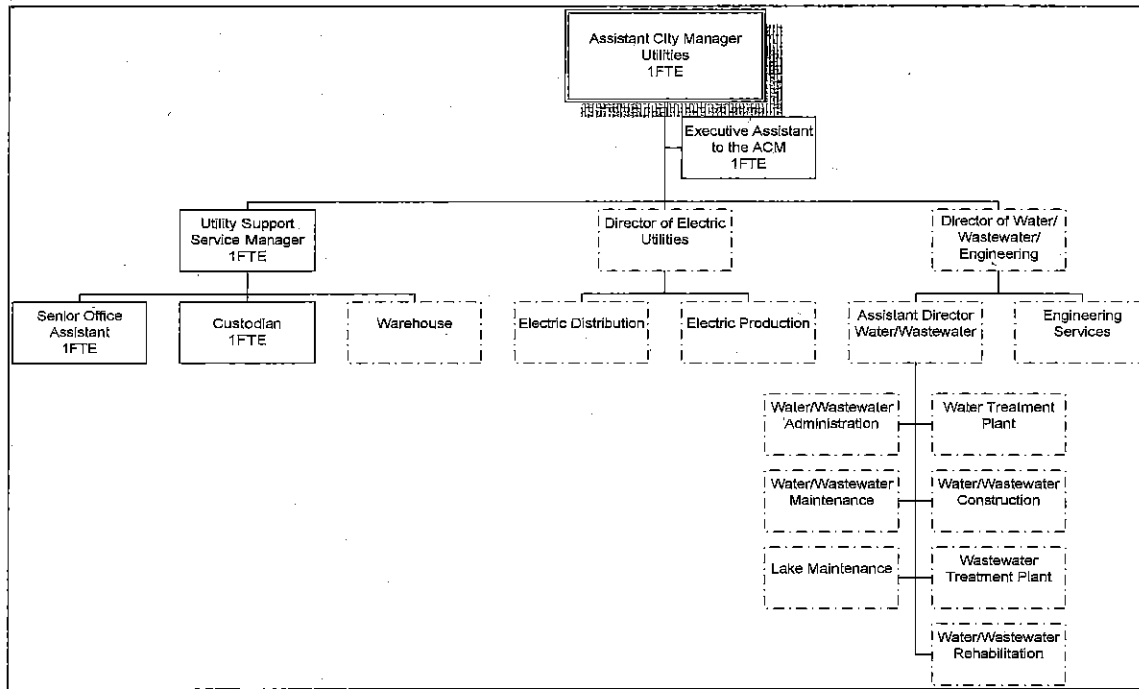 Assistant City Manager
Utilities
1FTE
Executive Assistant
to the ACM
1FTE
Utility Support
Service Manager
1FTE
Director of Electric
Utilities
Director of Water/
Wastewater/
Engineering
Senior Office
Assistant
1FTE
Custodian
1FTE
Warehouse
Electric Distribution
Electric Production
Assistant Director
Water/Wastewater
Engineering
Services
Water/Wastewater
Administration
Water Treatment
Plant
Water/Wastewater
Maintenance
Water/Wastewater
Construction
Lake Maintenance
Wastewater
Treatment Plant
Water/Wastewater
Rehabilitation